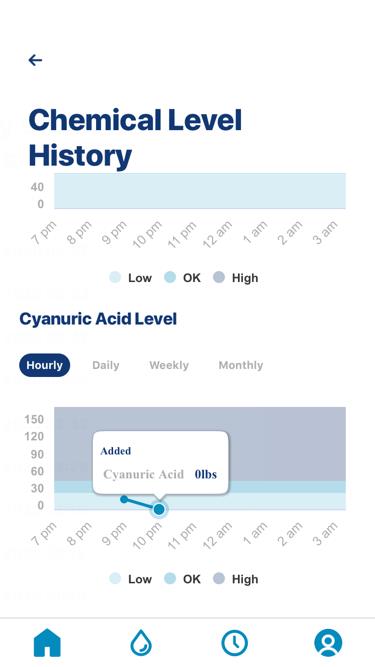 Chemical Level
History
40
0
7 pm 8 pm 9 pm 10 pm 11 pm 12 am 1 am 2 am 3 am
Low OK High
Cyanuric Acid Level
Hourly Daily Weekly Monthly
150
120
90
60
30
0
Added
Cyanuric Acid 0lbs
7 pm 8 pm 9 pm 10 pm 11 pm 12 am 1 am 2 am 3 am
Low OK High